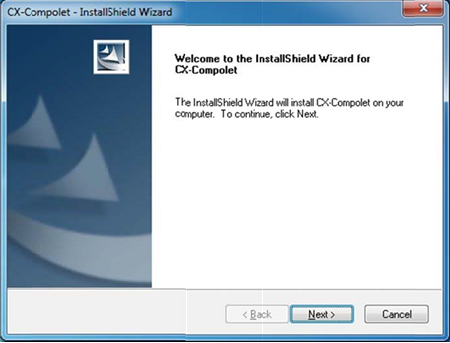 CX-Compolet - InstallShield Wizard
Welcome to the InstallShield Wizard for
CX-Compolet
The InstallShield Wizard will install CX-Compolet on your
computer. To continue, click Next.
< Back
Next >
Cancel